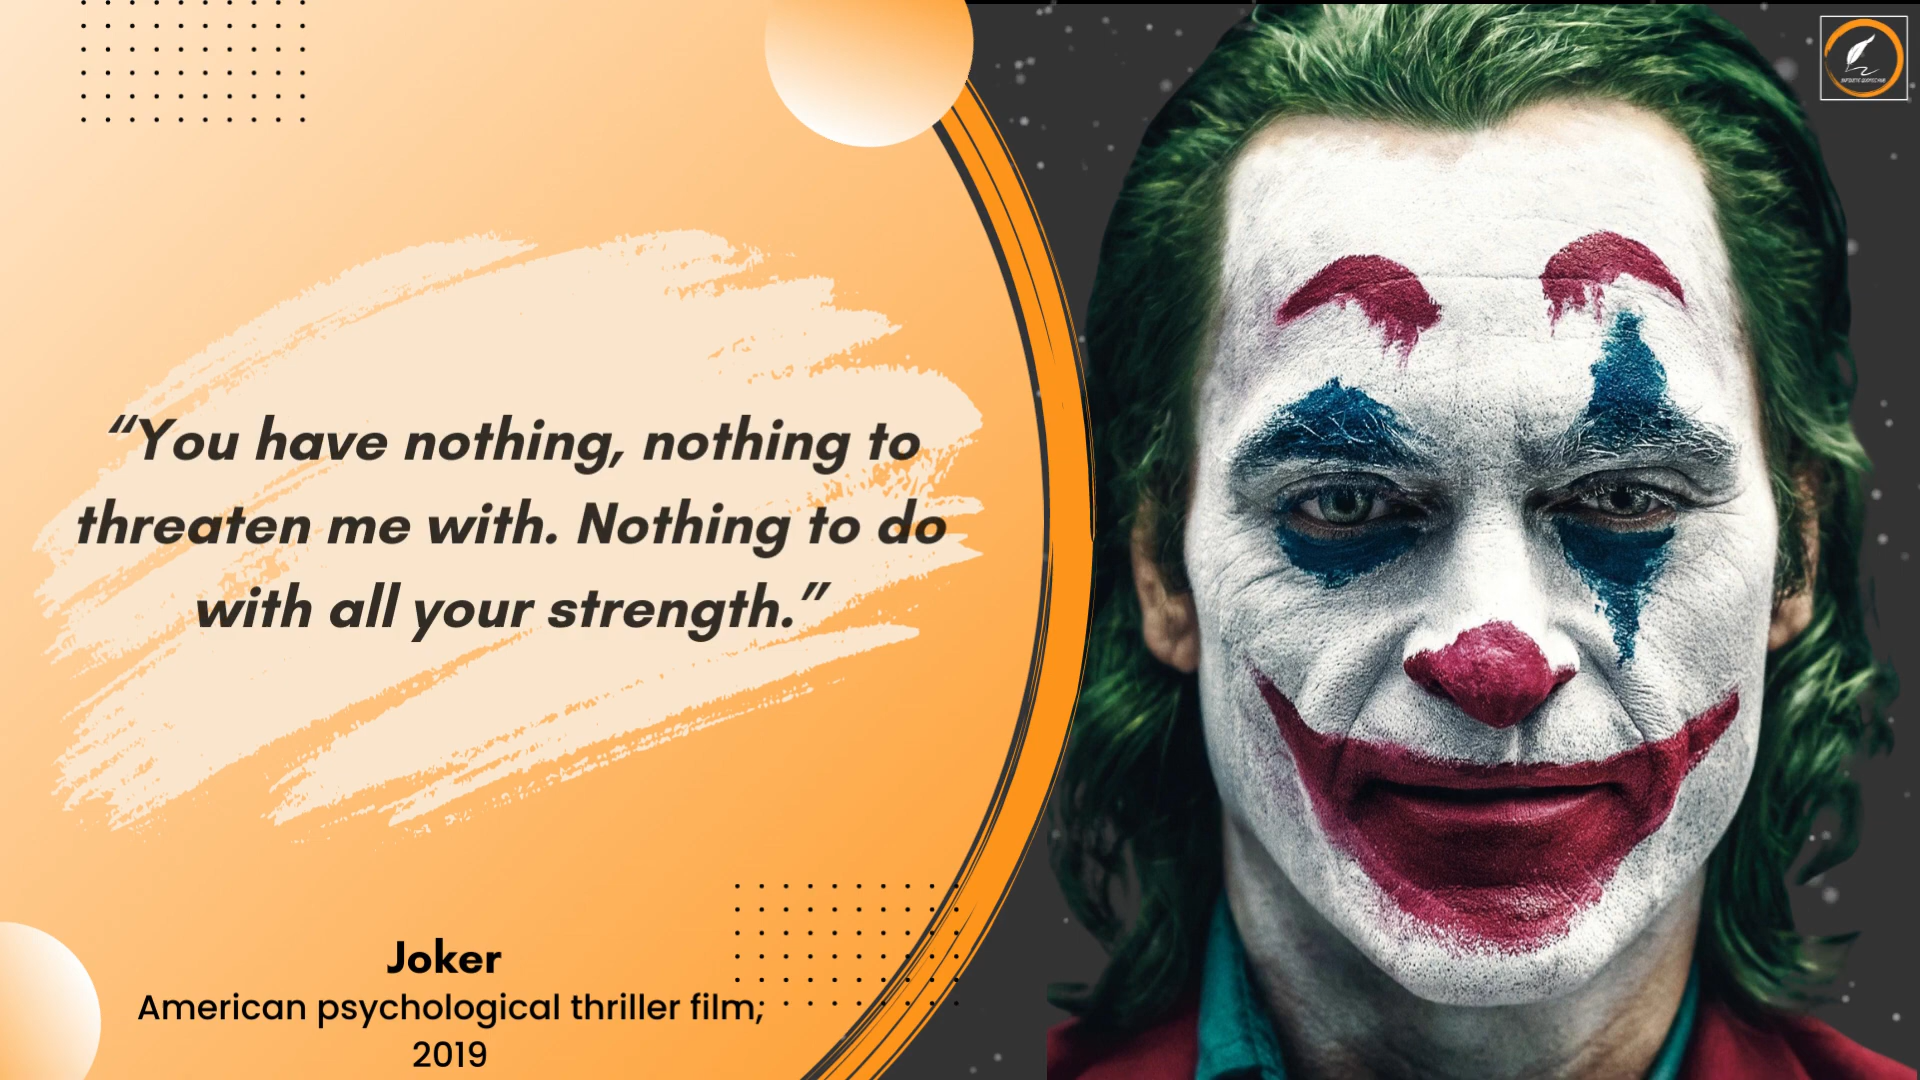 “You have nothing, nothing to
threaten me with. Nothing to do
with all your strength.”
Joker
American psychological thriller film,
2019